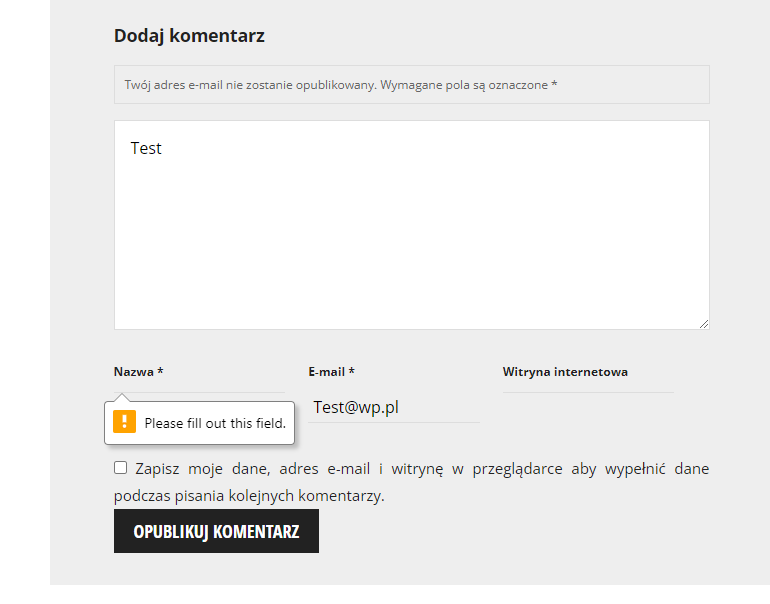 Dodaj komentarz
Twój adres e-mail nie zostanie opublikowany. Wymagane pola są oznaczone *
Test
Nazwa * E-mail * Witryna internetowa
Test@wp.pl
! Please fill out this field.
Zapisz moje dane, adres e-mail i witrynę w przeglądarce aby wypełnić dane
podczas pisania kolejnych komentarzy.
OPUBLIKUJ KOMENTARZ